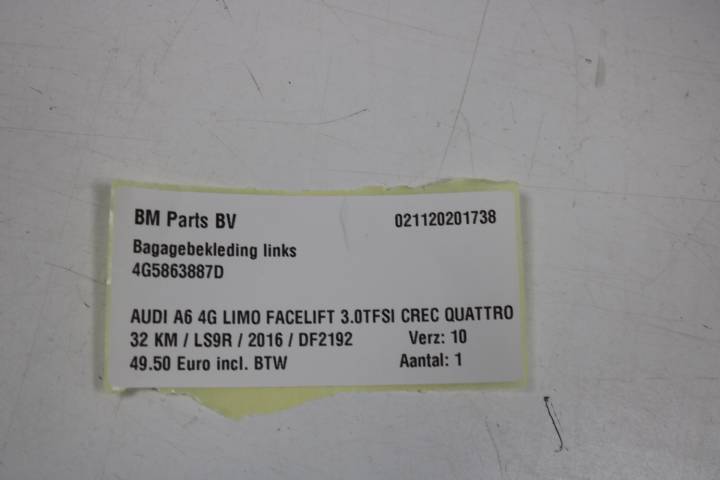 BM Parts BV 021120201738
Bagagebekleding links
4G5863887D
AUDI A6 4G LIMO FACELIFT 3.0TFSI CREC QUATTRO
32 KM / LS9R / 2016 / DF2192 Verz: 10
49.50 Euro incl. BTW Aantal: 1